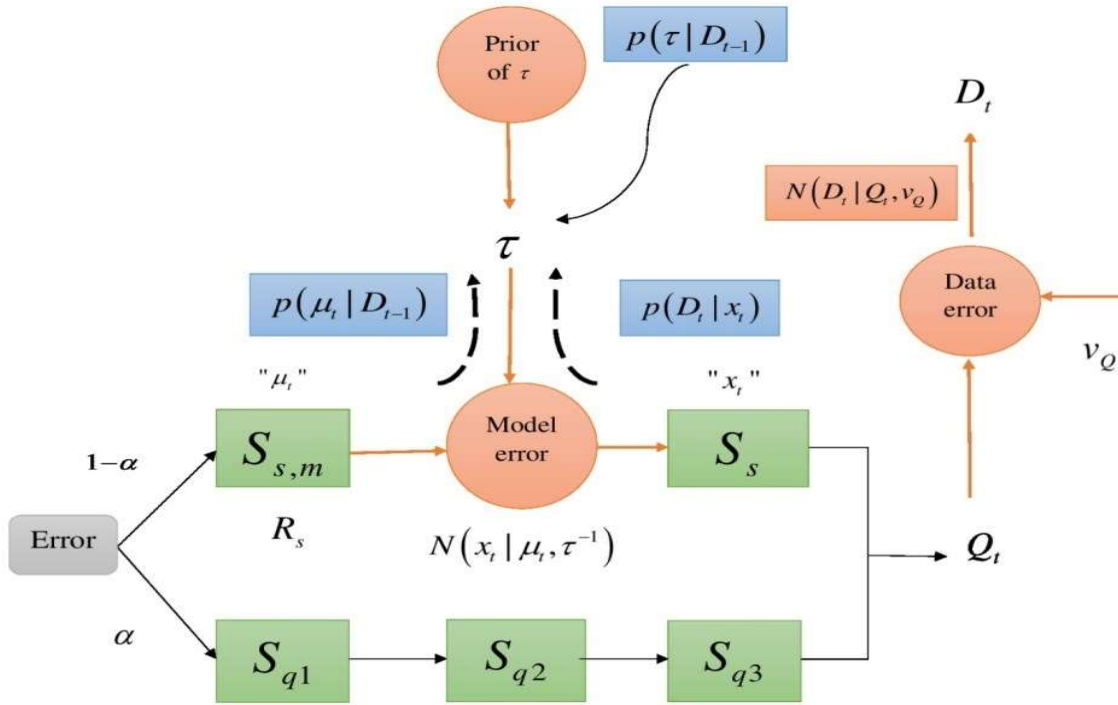 Prior
of τ
p(τ | D_{t−1})
D_t
N(D_t | Q_t, v_Q)
τ
p(μ_t | D_{t−1})
p(D_t | x_t)
Data
error
v_Q
"μ_t"
"x_t"
1−α
S_{s,m}
Model
error
S_s
Error
R_s
N(x_t | μ_t, τ^{−1})
Q_t
α
S_{q1}
S_{q2}
S_{q3}